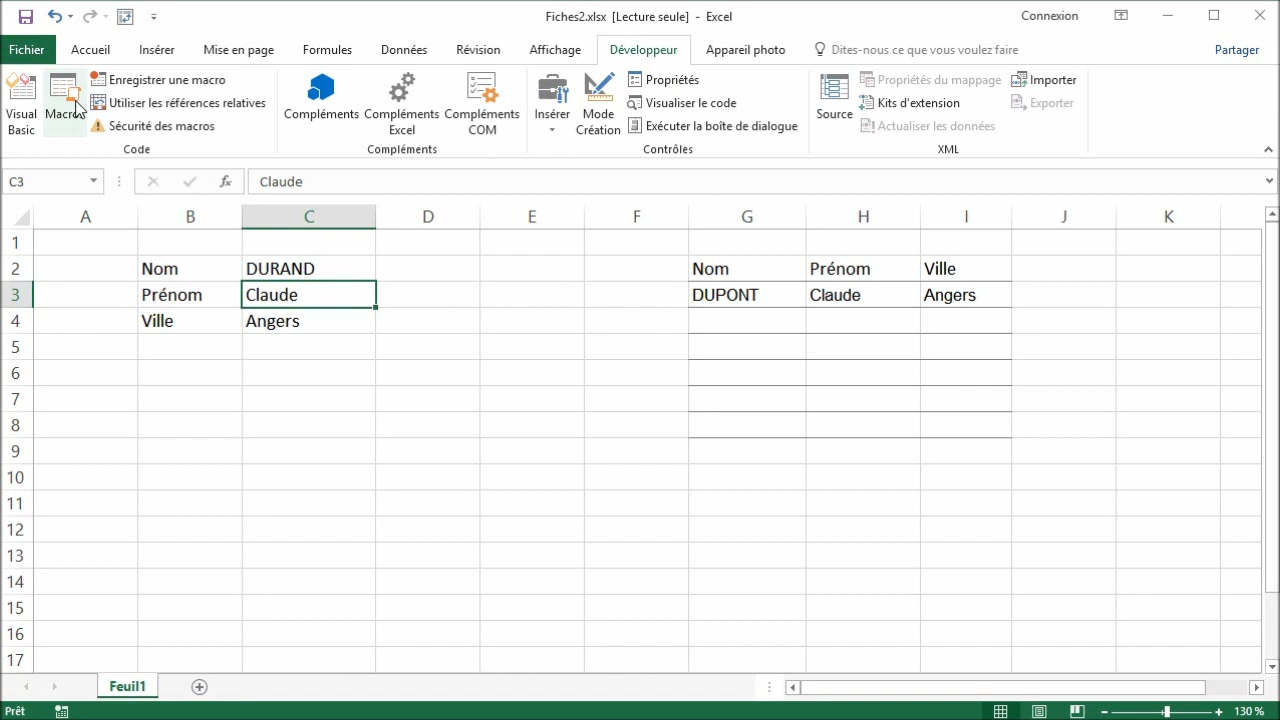 Fiches2.xlsx [Lecture seule] - Excel
Connexion
Fichier Accueil Insérer Mise en page Formules Données Révision Affichage Développeur Appareil photo Dites-nous ce que vous voulez faire Partager
Visual Basic
Macros
Enregistrer une macro
Utiliser les références relatives
Sécurité des macros
Code
Compléments
Compléments Excel
Compléments COM
Compléments
Insérer
Mode Création
Propriétés
Visualiser le code
Exécuter la boîte de dialogue
Contrôles
Source
Propriétés du mappage
Kits d'extension
Actualiser les données
Importer
Exporter
XML
C3 fx Claude
A B C D E F G H I J K
1
2 Nom DURAND Nom Prénom Ville
3 Prénom Claude DUPONT Claude Angers
4 Ville Angers
5
6
7
8
9
10
11
12
13
14
15
16
17
Feuil1
Prêt 130 %